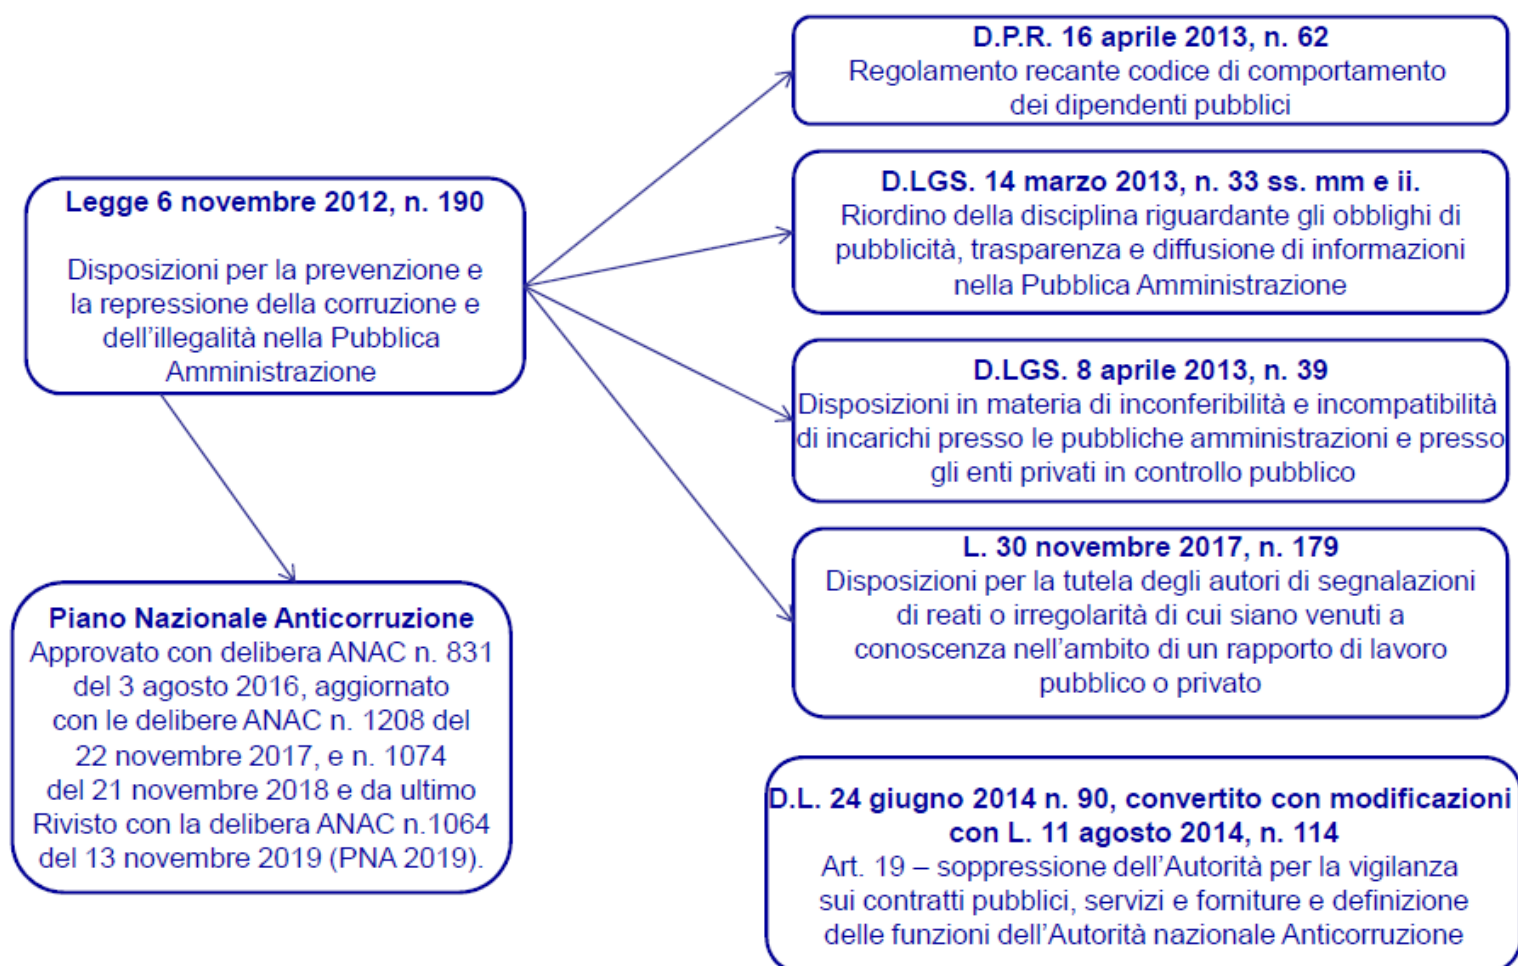 Legge 6 novembre 2012, n. 190
Disposizioni per la prevenzione e
la repressione della corruzione e
dell'illegalità nella Pubblica
Amministrazione
Piano Nazionale Anticorruzione
Approvato con delibera ANAC n. 831
del 3 agosto 2016, aggiornato
con le delibere ANAC n. 1208 del
22 novembre 2017, e n. 1074
del 21 novembre 2018 e da ultimo
Rivisto con la delibera ANAC n.1064
del 13 novembre 2019 (PNA 2019).
D.P.R. 16 aprile 2013, n. 62
Regolamento recante codice di comportamento
dei dipendenti pubblici
D.LGS. 14 marzo 2013, n. 33 ss. mm e ii.
Riordino della disciplina riguardante gli obblighi di
pubblicità, trasparenza e diffusione di informazioni
nella Pubblica Amministrazione
D.LGS. 8 aprile 2013, n. 39
Disposizioni in materia di inconferibilità e incompatibilità
di incarichi presso le pubbliche amministrazioni e presso
gli enti privati in controllo pubblico
L. 30 novembre 2017, n. 179
Disposizioni per la tutela degli autori di segnalazioni
di reati o irregolarità di cui siano venuti a
conoscenza nell'ambito di un rapporto di lavoro
pubblico o privato
D.L. 24 giugno 2014 n. 90, convertito con modificazioni
con L. 11 agosto 2014, n. 114
Art. 19 – soppressione dell'Autorità per la vigilanza
sui contratti pubblici, servizi e forniture e definizione
delle funzioni dell'Autorità nazionale Anticorruzione